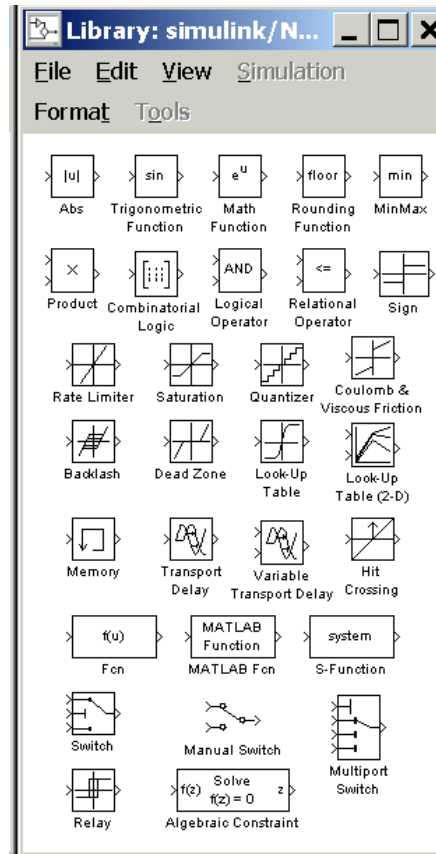 Library: simulink/N...
File Edit View Simulation
Format Tools
|u| sin e^u floor min
Abs Trigonometric Function Math Function Rounding Function MinMax
× [:::] AND <=
Product Combinatorial Logic Logical Operator Relational Operator Sign
Rate Limiter Saturation Quantizer Coulomb & Viscous Friction
Backlash Dead Zone Look-Up Table Look-Up Table (2-D)
Memory Transport Delay Variable Transport Delay Hit Crossing
f(u) MATLAB Function system
Fcn MATLAB Fcn S-Function
Switch Manual Switch Multiport Switch
f(z) Solve f(z) = 0 z
Relay Algebraic Constraint